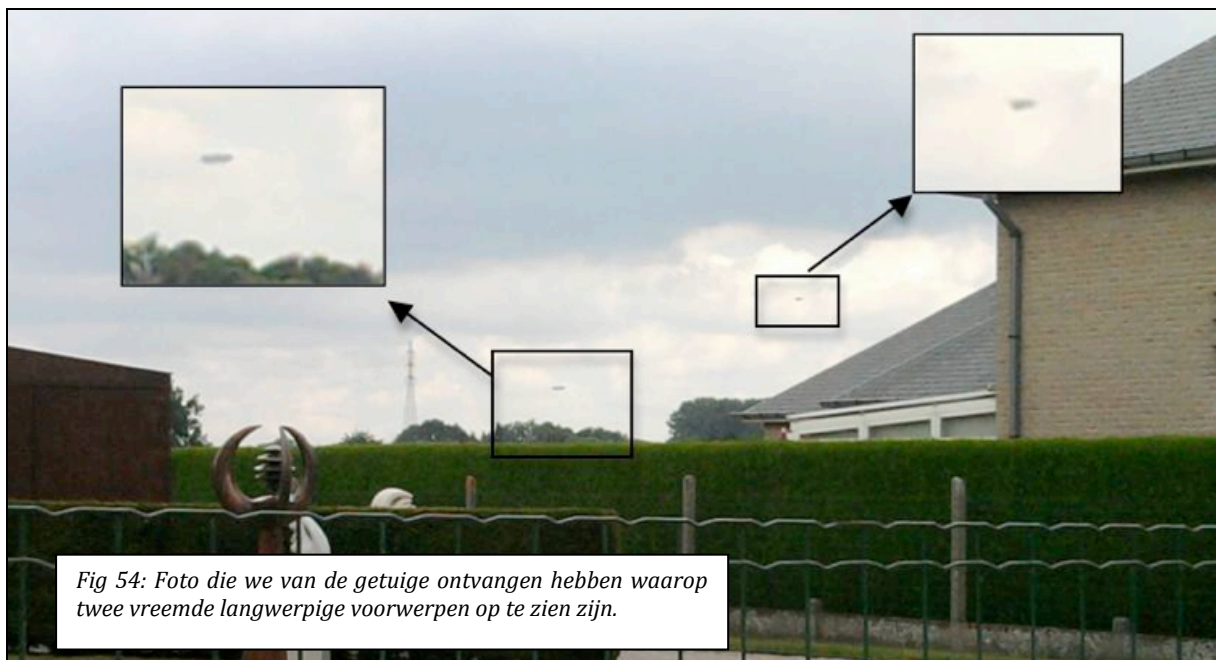 Fig 54: Foto die we van de getuige ontvangen hebben waarop
twee vreemde langwerpige voorwerpen op te zien zijn.